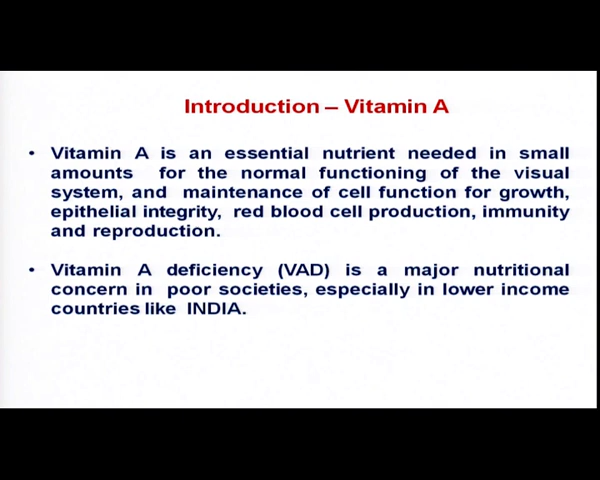 Introduction – Vitamin A
• Vitamin A is an essential nutrient needed in small
amounts for the normal functioning of the visual
system, and maintenance of cell function for growth,
epithelial integrity, red blood cell production, immunity
and reproduction.
• Vitamin A deficiency (VAD) is a major nutritional
concern in poor societies, especially in lower income
countries like INDIA.